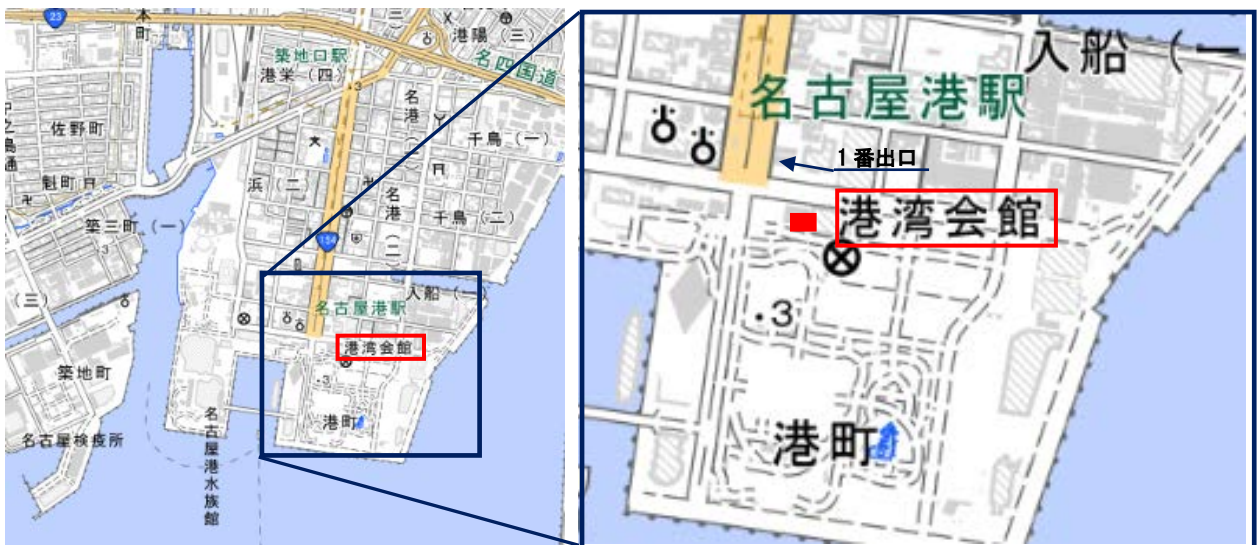 23
本町
港陽（三）
築地口駅
港栄（四）
名四国道
3
名港（一）
佐野町
千鳥（一）
魁町
浜（二）
名港（二）
千鳥（二）
築三町（一）
154
（三）
入船（一）
名古屋港駅
港湾会館
築地町
3
港町
名古屋検疫所
名古屋港水族館
入船（一
名古屋港駅
1番出口
港湾会館
3
港町